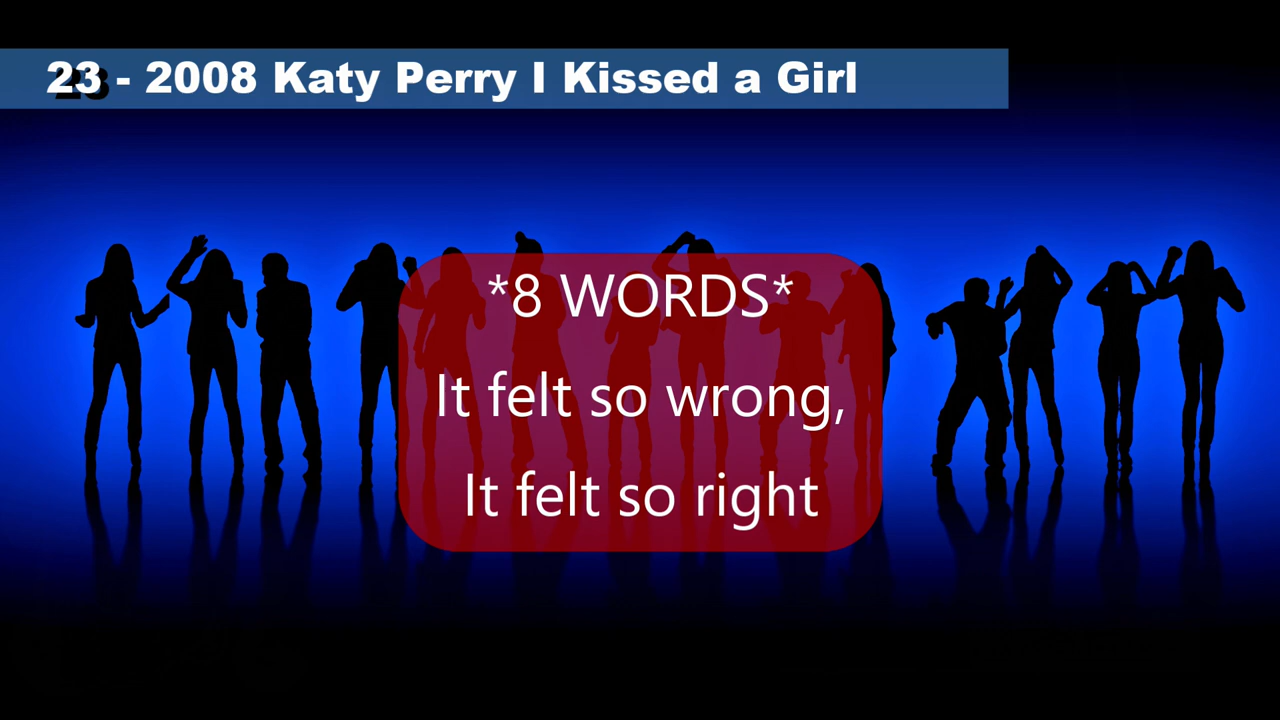 23 - 2008 Katy Perry I Kissed a Girl
*8 WORDS*
It felt so wrong,
It felt so right